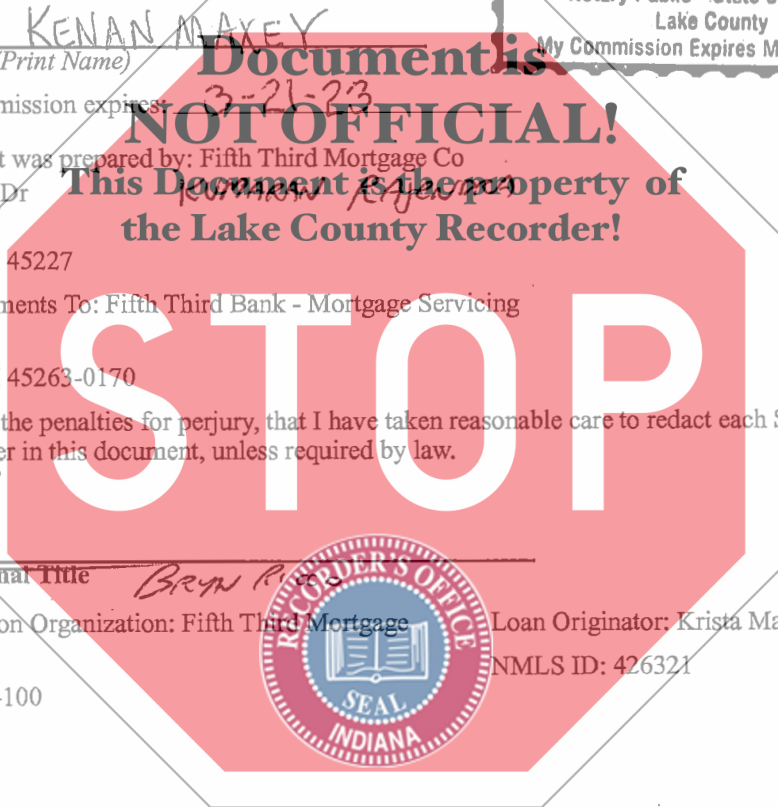 Lake County
KENAN MAXEY
My Commission Expires M
(Print Name)
Document is
mission expires: 3-21-23
NOT OFFICIAL!
t was prepared by: Fifth Third Mortgage Co
Dr
This Document is the property of
the Lake County Recorder!
45227
ments To: Fifth Third Bank - Mortgage Servicing
STOP
45263-0170
the penalties for perjury, that I have taken reasonable care to redact each S
er in this document, unless required by law.
nal Title BRYN
on Organization: Fifth Third Mortgage
Loan Originator: Krista Ma
NMLS ID: 426321
-100
RECORDER'S OFFICE
SEAL
INDIANA